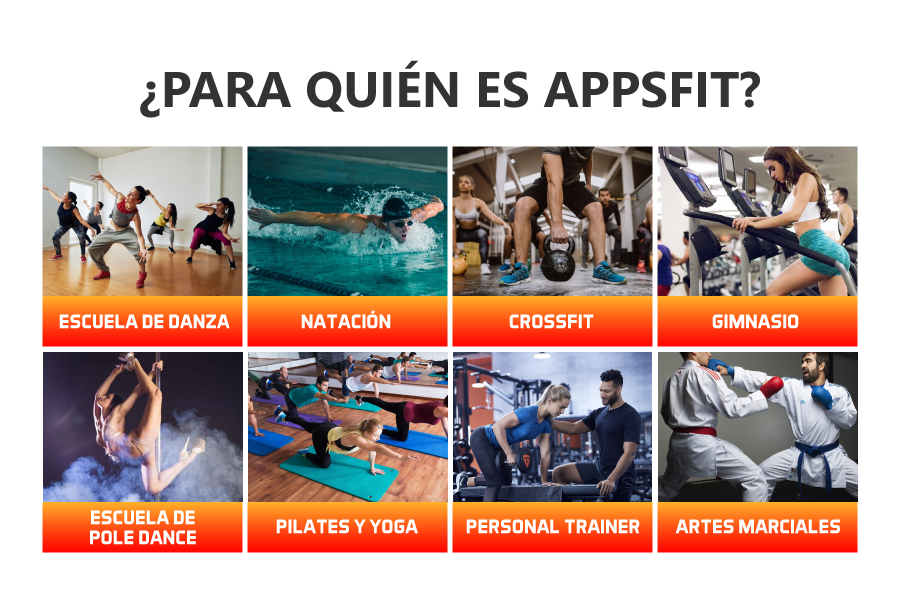 ¿PARA QUIÉN ES APPSFIT?
ESCUELA DE DANZA
NATACIÓN
CROSSFIT
GIMNASIO
ESCUELA DE
POLE DANCE
PILATES Y YOGA
PERSONAL TRAINER
ARTES MARCIALES